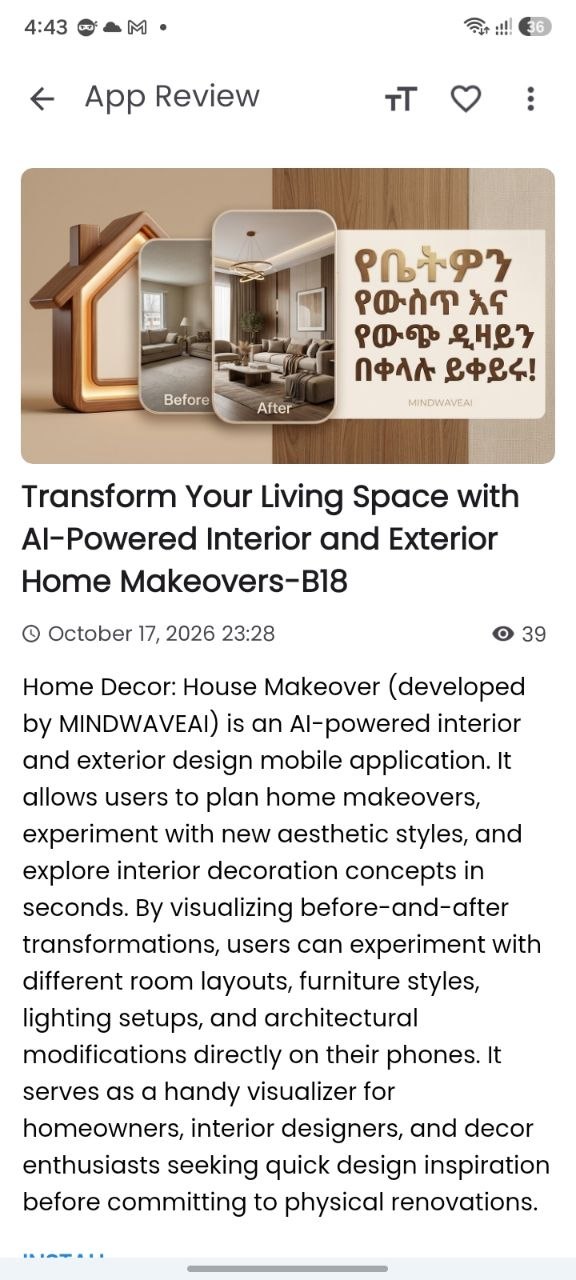 4:43
36
App Review
TT
Before
After
የቤትዎን
የውስጥ እና
የውጭ ዲዛይን
በቀላሉ ይቀይሩ!
MINDWAVEAI
Transform Your Living Space with
AI-Powered Interior and Exterior
Home Makeovers-B18
October 17, 2026 23:28
39
Home Decor: House Makeover (developed
by MINDWAVEAI) is an AI-powered interior
and exterior design mobile application. It
allows users to plan home makeovers,
experiment with new aesthetic styles, and
explore interior decoration concepts in
seconds. By visualizing before-and-after
transformations, users can experiment with
different room layouts, furniture styles,
lighting setups, and architectural
modifications directly on their phones. It
serves as a handy visualizer for
homeowners, interior designers, and decor
enthusiasts seeking quick design inspiration
before committing to physical renovations.